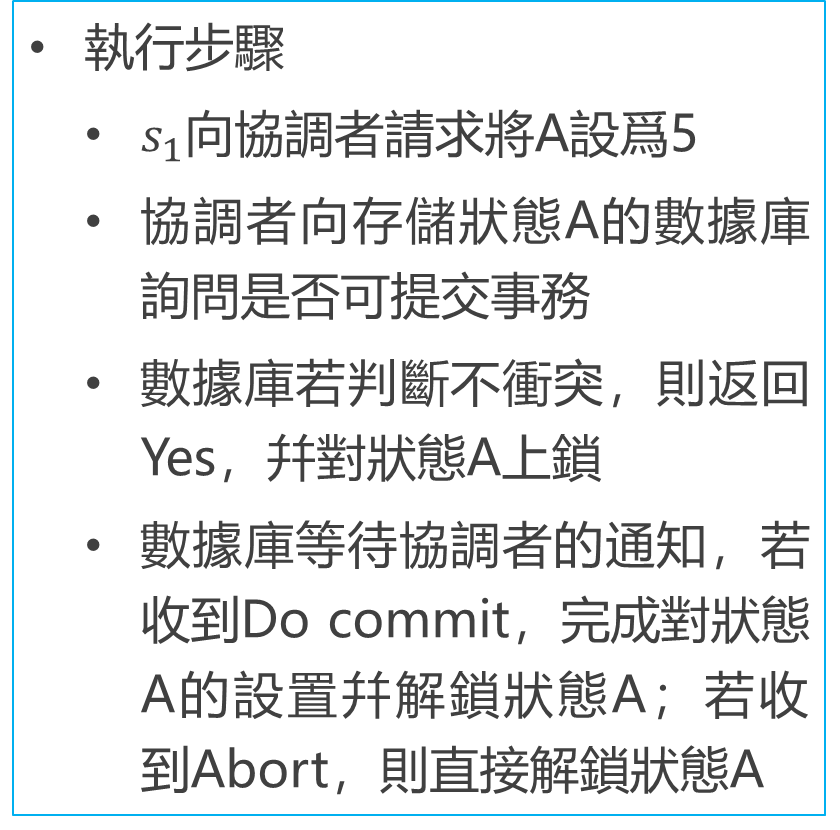 • 執行步驟
• s₁向協調者請求將A設爲5
• 協調者向存儲狀態A的數據庫
詢問是否可提交事務
• 數據庫若判斷不衝突，則返回
Yes，幷對狀態A上鎖
• 數據庫等待協調者的通知，若
收到Do commit，完成對狀態
A的設置幷解鎖狀態A；若收
到Abort，則直接解鎖狀態A